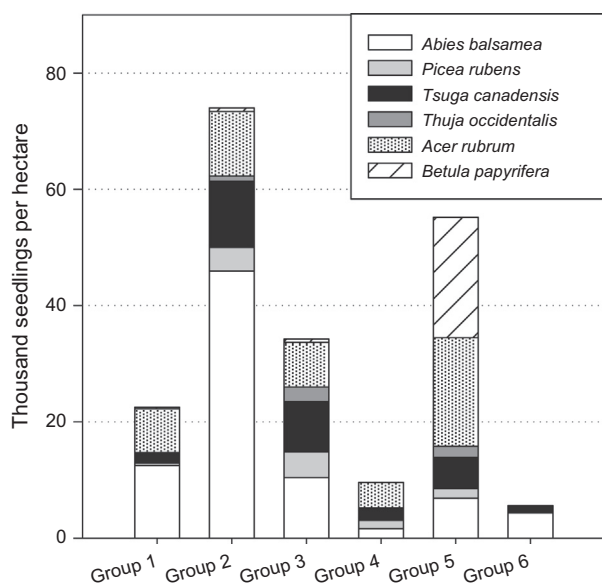 Thousand seedlings per hectare
80
60
40
20
0
Abies balsamea
Picea rubens
Tsuga canadensis
Thuja occidentalis
Acer rubrum
Betula papyrifera
Group 1
Group 2
Group 3
Group 4
Group 5
Group 6